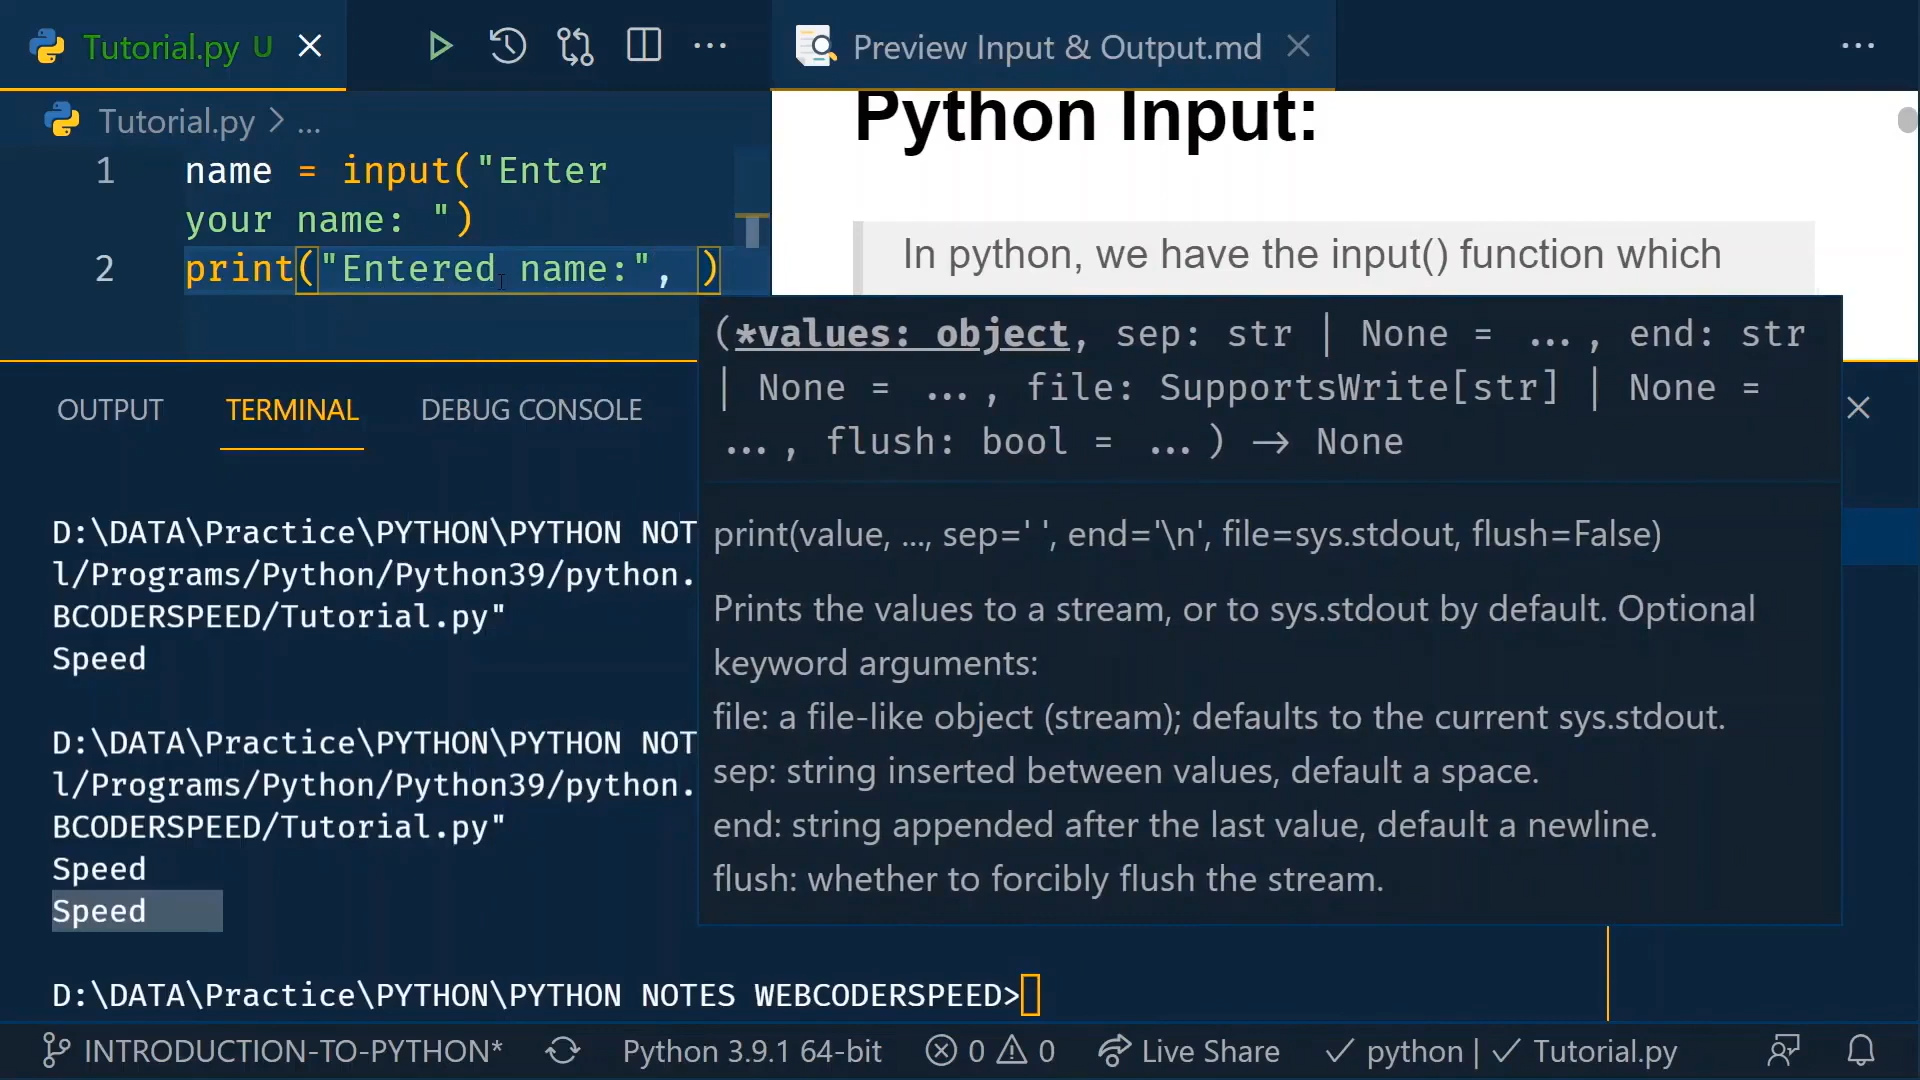 Tutorial.py U
Preview Input & Output.md
Tutorial.py > ...
1 name = input("Enter
your name: ")
2 print("Entered name:", )
Python Input:
In python, we have the input() function which
(*values: object, sep: str | None = ..., end: str
| None = ..., file: SupportsWrite[str] | None =
..., flush: bool = ...) → None
print(value, ..., sep=' ', end='\n', file=sys.stdout, flush=False)
Prints the values to a stream, or to sys.stdout by default. Optional
keyword arguments:
file: a file-like object (stream); defaults to the current sys.stdout.
sep: string inserted between values, default a space.
end: string appended after the last value, default a newline.
flush: whether to forcibly flush the stream.
OUTPUT TERMINAL DEBUG CONSOLE
D:\DATA\Practice\PYTHON\PYTHON NOT
l/Programs/Python/Python39/python.
BCODERSPEED/Tutorial.py"
Speed
D:\DATA\Practice\PYTHON\PYTHON NOT
l/Programs/Python/Python39/python.
BCODERSPEED/Tutorial.py"
Speed
Speed
D:\DATA\Practice\PYTHON\PYTHON NOTES WEBCODERSPEED>
INTRODUCTION-TO-PYTHON* Python 3.9.1 64-bit 0 0 Live Share ✓ python | ✓ Tutorial.py